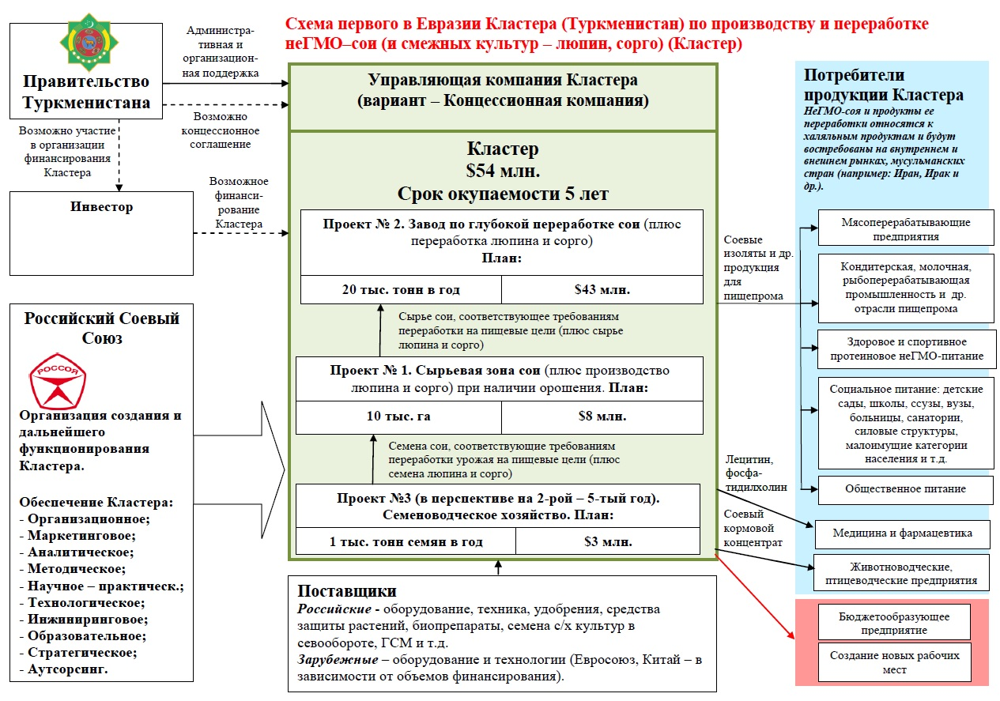 Схема первого в Евразии Кластера (Туркменистан) по производству и переработке
неГМО–сои (и смежных культур – люпин, сорго) (Кластер)
Правительство
Туркменистана
Администра-
тивная и
организацион-
ная поддержка
Возможно
концессионное
соглашение
Возможно участие
в организации
финансирования
Кластера
Инвестор
Возможное
финанси-
рование
Кластера
Российский Соевый
Союз
РОССОЯ
Организация создания и
дальнейшего
функционирования
Кластера.
Обеспечение Кластера:
- Организационное;
- Маркетинговое;
- Аналитическое;
- Методическое;
- Научное – практическ.;
- Технологическое;
- Инжиниринговое;
- Образовательное;
- Стратегическое;
- Аутсорсинг.
Управляющая компания Кластера
(вариант – Концессионная компания)
Кластер
$54 млн.
Срок окупаемости 5 лет
Проект № 2. Завод по глубокой переработке сои (плюс
переработка люпина и сорго)
План:
20 тыс. тонн в год
$43 млн.
Сырье сои, соответствующее требованиям
переработки на пищевые цели (плюс сырье
люпина и сорго)
Проект № 1. Сырьевая зона сои (плюс производство
люпина и сорго) при наличии орошения. План:
10 тыс. га
$8 млн.
Семена сои, соответствующие требованиям
переработки урожая на пищевые цели (плюс
семена люпина и сорго)
Проект №3 (в перспективе на 2-рой – 5-тый год).
Семеноводческое хозяйство. План:
1 тыс. тонн семян в год
$3 млн.
Поставщики
Российские - оборудование, техника, удобрения, средства
защиты растений, биопрепараты, семена с/х культур в
севообороте, ГСМ и т.д.
Зарубежные – оборудование и технологии (Евросоюз, Китай – в
зависимости от объемов финансирования).
Соевые
изоляты и др.
продукция
для
пищепрома
Лецитин,
фосфа-
тидилхолин
Соевый
кормовой
концентрат
Потребители
продукции Кластера
НеГМО-соя и продукты ее
переработки относятся к
халяльным продуктам и будут
востребованы на внутреннем и
внешнем рынках, мусульманских
стран (например: Иран, Ирак и
др.).
Мясоперерабатывающие
предприятия
Кондитерская, молочная,
рыбоперерабатывающая
промышленность и др.
отрасли пищепрома
Здоровое и спортивное
протеиновое неГМО-питание
Социальное питание: детские
сады, школы, ссузы, вузы,
больницы, санатории,
силовые структуры,
малоимущие категории
населения и т.д.
Общественное питание
Медицина и фармацевтика
Животноводческие,
птицеводческие предприятия
Бюджетообразующее
предприятие
Создание новых рабочих
мест